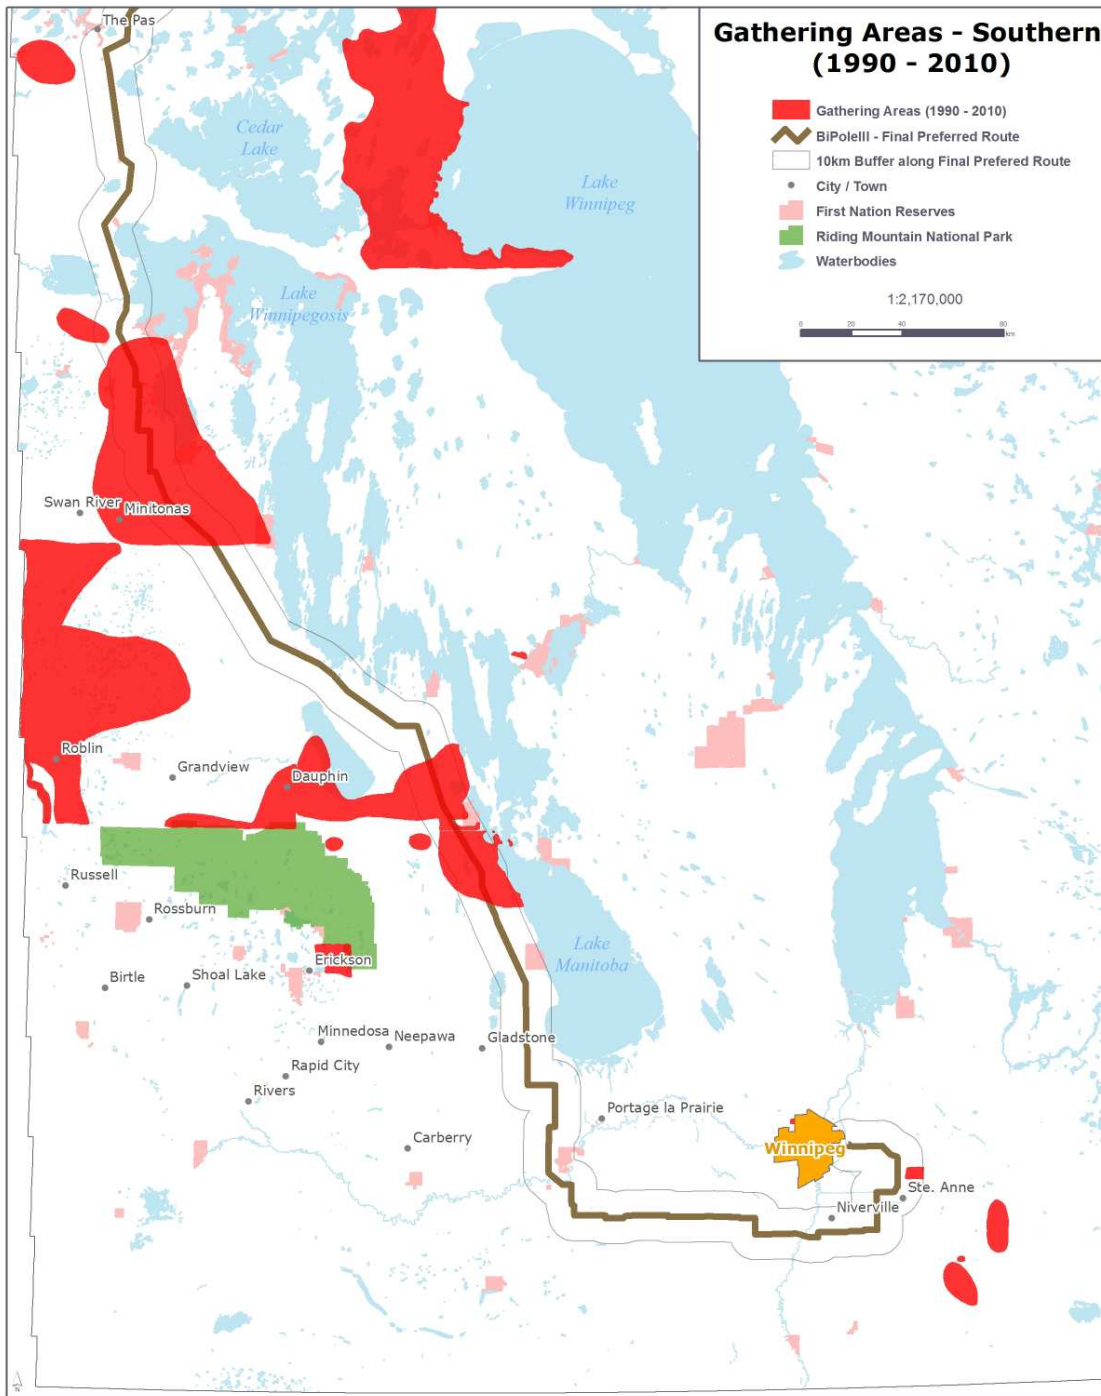 The Pas
Gathering Areas - Southern
(1990 - 2010)
Gathering Areas (1990 - 2010)
BiPoleIII - Final Preferred Route
10km Buffer along Final Prefered Route
City / Town
First Nation Reserves
Riding Mountain National Park
Waterbodies
1:2,170,000
0 20 40 80
km
Cedar
Lake
Lake
Winnipeg
Lake
Winnipegosis
Swan River
Minitonas
Roblin
Grandview
Dauphin
Russell
Rossburn
Erickson
Lake
Manitoba
Birtle
Shoal Lake
Minnedosa
Neepawa
Gladstone
Rapid City
Rivers
Portage la Prairie
Carberry
Winnipeg
Ste. Anne
Niverville
N